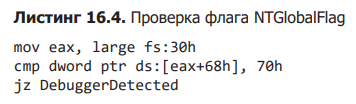 Листинг 16.4. Проверка флага NTGlobalFlag
mov eax, large fs:30h
cmp dword ptr ds:[eax+68h], 70h
jz DebuggerDetected